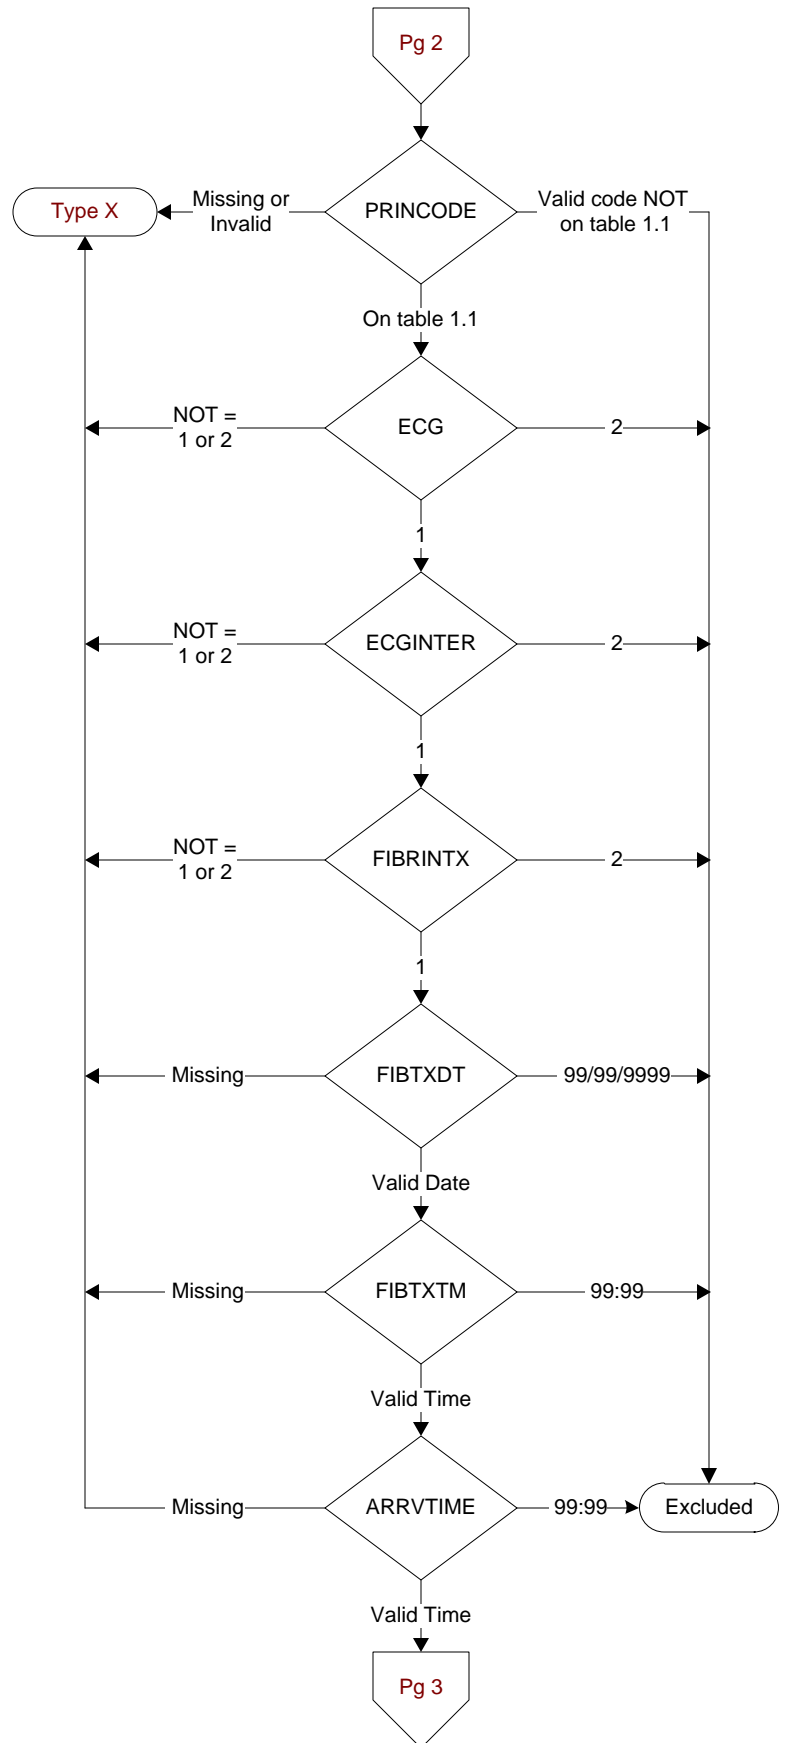 Pg 2
Type X
Missing or
Invalid
PRINCODE
Valid code NOT
on table 1.1
On table 1.1
NOT =
1 or 2
ECG
2
1
NOT =
1 or 2
ECGINTER
2
1
NOT =
1 or 2
FIBRINTX
2
1
Missing
FIBTXDT
99/99/9999
Valid Date
Missing
FIBTXTM
99:99
Valid Time
Missing
ARRVTIME
99:99
Excluded
Valid Time
Pg 3